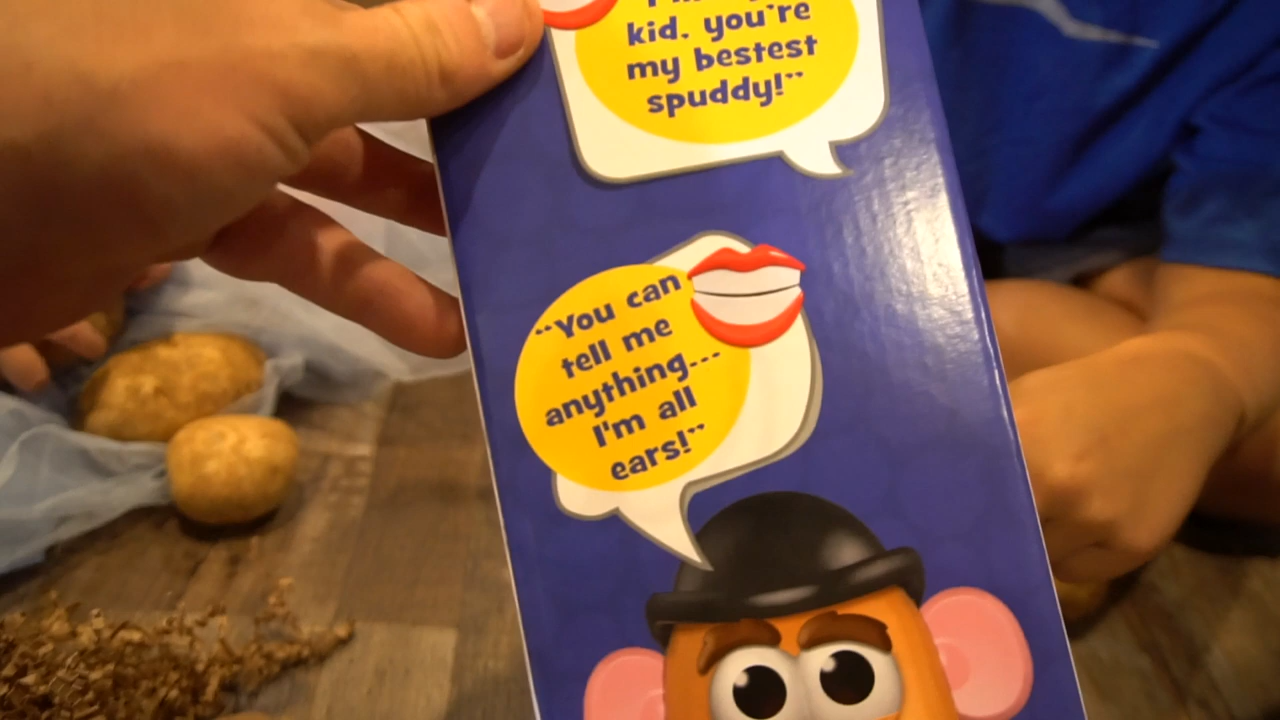 kid. you're
my bestest
spuddy!"
"You can
tell me
anything...
I'm all
ears!"